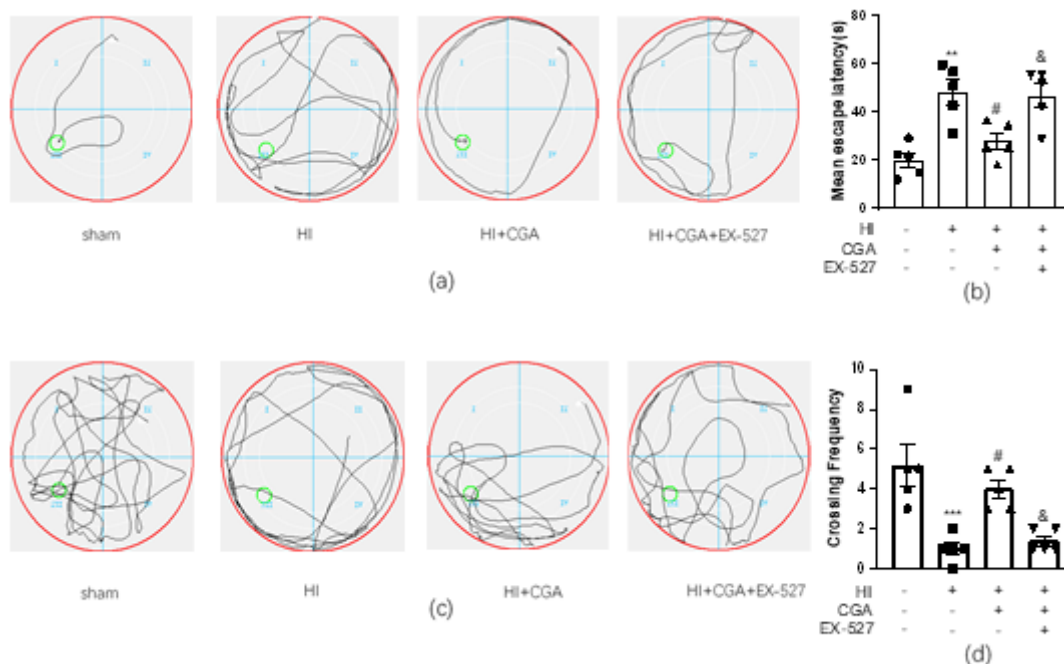 sham
HI
HI+CGA
HI+CGA+EX-527
(a)
Mean escape latency(s)
80
60
40
20
0
**
#
&
HI - + + +
CGA - - + +
EX-527 - - - +
(b)
sham
HI
HI+CGA
HI+CGA+EX-527
(c)
Crossing Frequency
10
8
6
4
2
0
***
#
&
HI - + + +
CGA - - + +
EX-527 - - - +
(d)